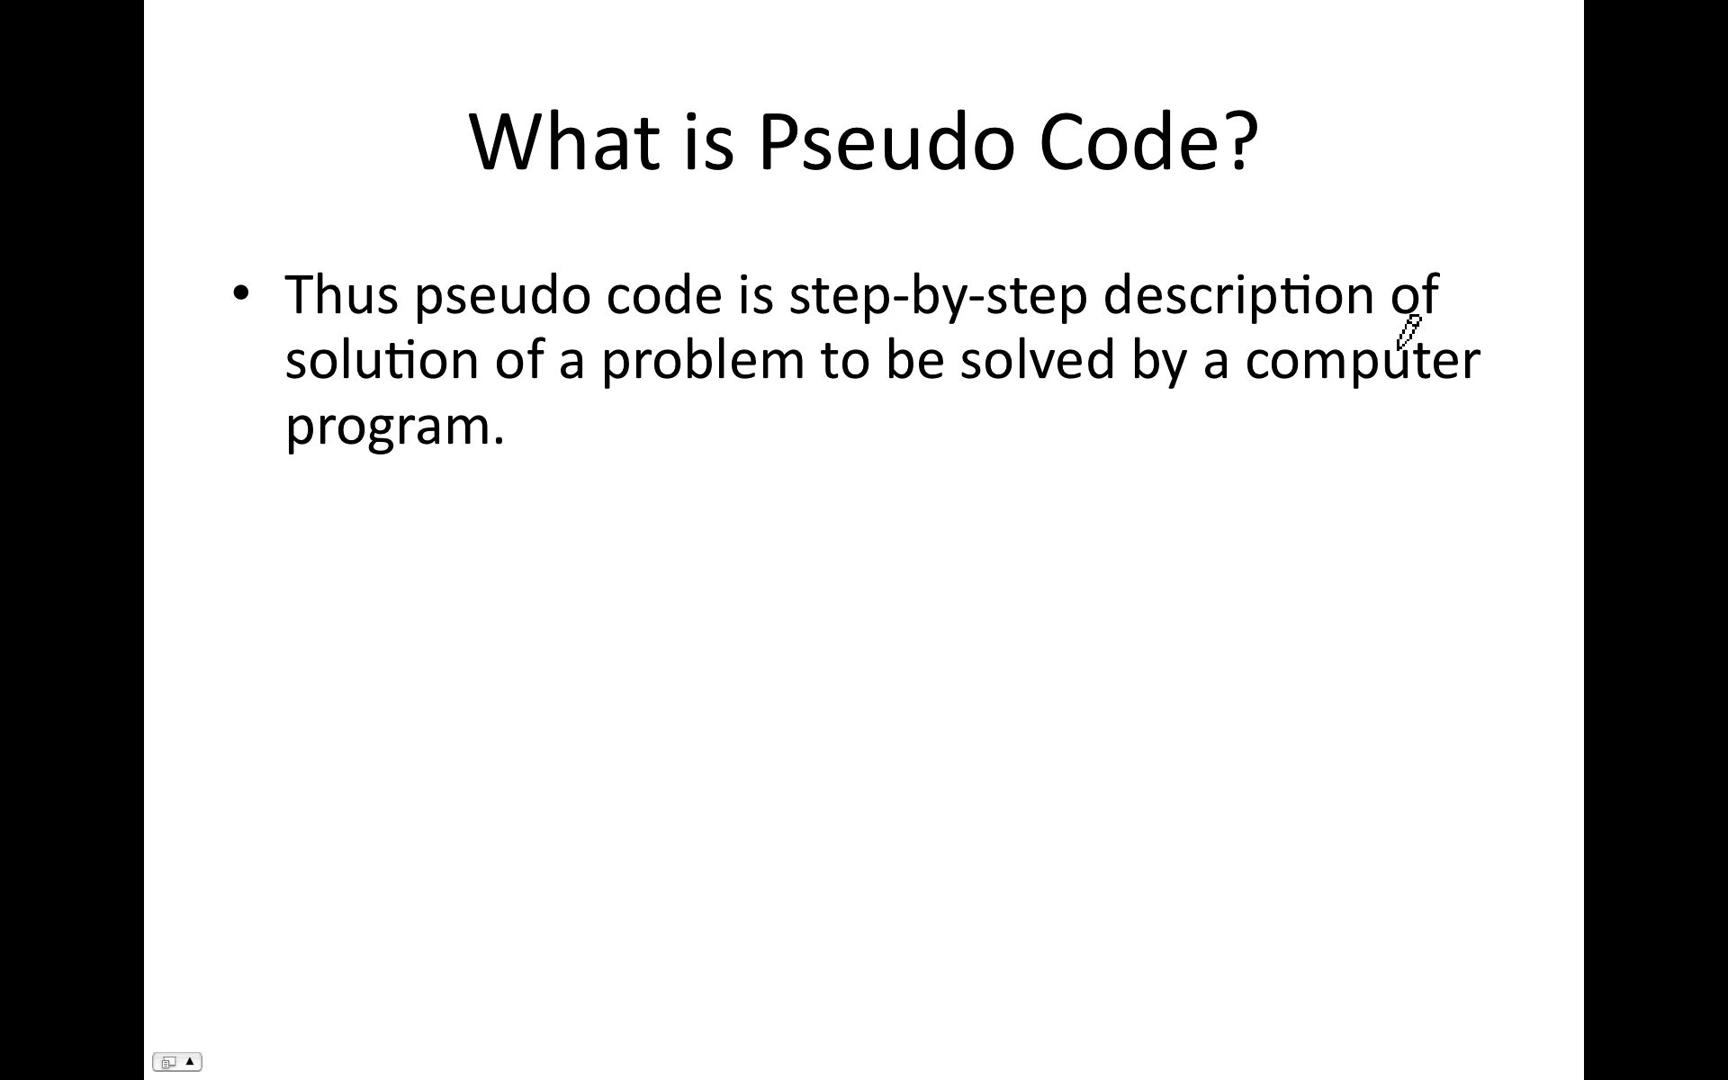 What is Pseudo Code?
• Thus pseudo code is step-by-step description of
solution of a problem to be solved by a computer
program.